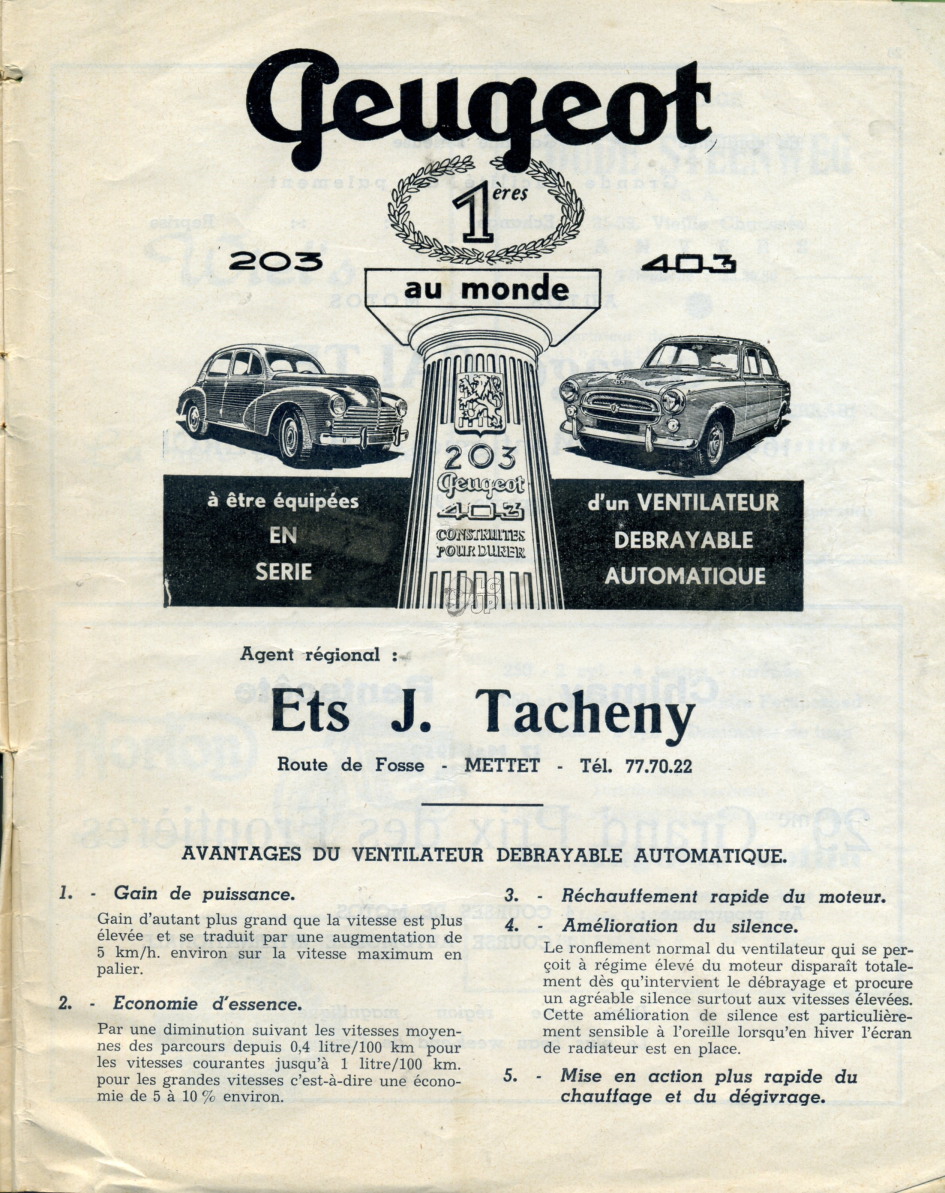 Peugeot
1ères
203
403
au monde
203
Peugeot
403
CONSTRUITES
POUR DURER
à être équipées
EN
SERIE
d'un VENTILATEUR
DEBRAYABLE
AUTOMATIQUE
Agent régional :
Ets J. Tacheny
Route de Fosse - METTET - Tél. 77.70.22
AVANTAGES DU VENTILATEUR DEBRAYABLE AUTOMATIQUE.
1. - Gain de puissance.
Gain d'autant plus grand que la vitesse est plus
élevée et se traduit par une augmentation de
5 km/h. environ sur la vitesse maximum en
palier.
2. - Economie d'essence.
Par une diminution suivant les vitesses moyen-
nes des parcours depuis 0,4 litre/100 km pour
les vitesses courantes jusqu'à 1 litre/100 km.
pour les grandes vitesses c'est-à-dire une écono-
mie de 5 à 10 % environ.
3. - Réchauffement rapide du moteur.
4. - Amélioration du silence.
Le ronflement normal du ventilateur qui se per-
çoit à régime élevé du moteur disparaît totale-
ment dès qu'intervient le débrayage et procure
un agréable silence surtout aux vitesses élevées.
Cette amélioration de silence est particulière-
ment sensible à l'oreille lorsqu'en hiver l'écran
de radiateur est en place.
5. - Mise en action plus rapide du
chauffage et du dégivrage.